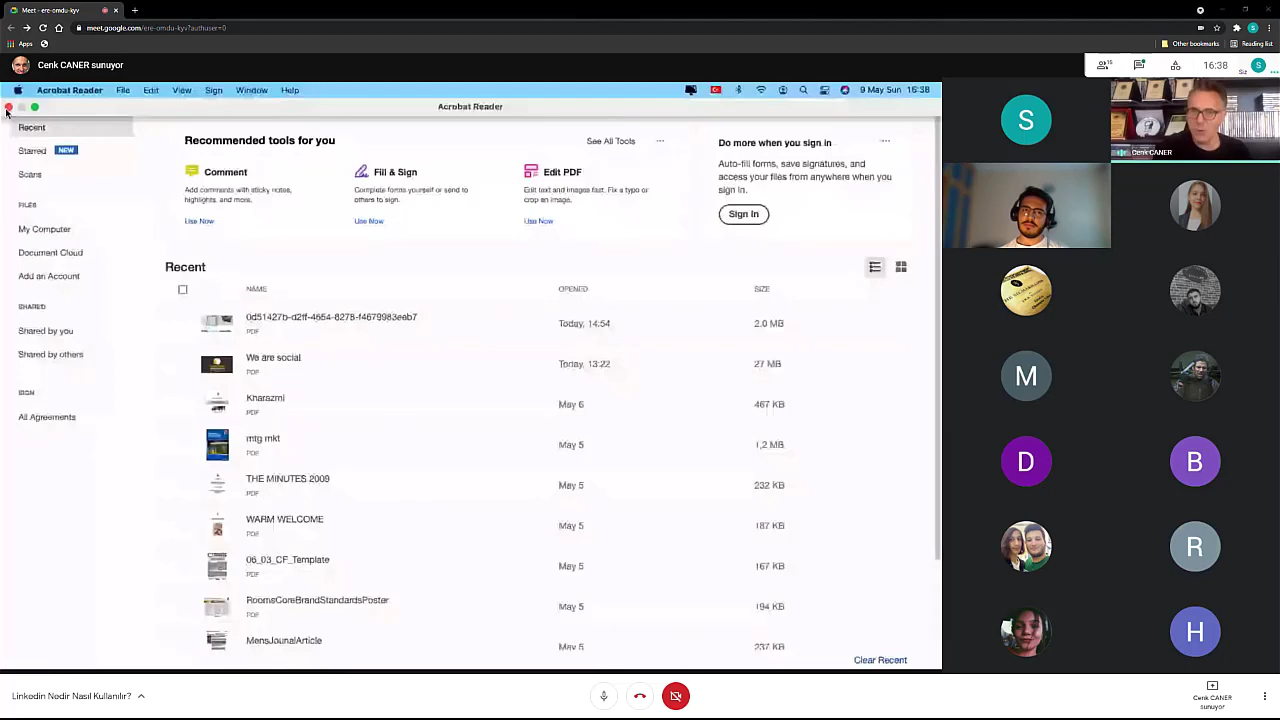 Meet - ere-omdu-kyv
meet.google.com/ere-omdu-kyv?authuser=0
Apps
Other bookmarks
Reading list
Cenk CANER sunuyor
15
16:38
Siz
S
Acrobat Reader File Edit View Sign Window Help
9 May Sun 15:38
Acrobat Reader
Recent
Starred NEW
Scans
FILES
My Computer
Document Cloud
Add an Account
SHARED
Shared by you
Shared by others
SIGN
All Agreements
Recommended tools for you
See All Tools
Comment
Add comments with sticky notes,
highlights, and more.
Use Now
Fill & Sign
Complete forms yourself or send to
others to sign.
Use Now
Edit PDF
Edit text and images fast. Fix a typo or
crop an image.
Use Now
Do more when you sign in
Auto-fill forms, save signatures, and
access your files from anywhere when you
sign in.
Sign In
Recent
NAME OPENED SIZE
0d51427b-d2ff-4654-8278-f4679983eeb7
PDF
Today, 14:54
2.0 MB
We are social
PDF
Today, 13:22
27 MB
Kharazmi
PDF
May 6
467 KB
mtg mkt
PDF
May 5
1,2 MB
THE MINUTES 2009
PDF
May 5
232 KB
WARM WELCOME
PDF
May 5
187 KB
06_03_CF_Template
PDF
May 5
167 KB
RoomsCoreBrandStandardsPoster
PDF
May 5
194 KB
MensJounalArticle
PDF
May 5
237 KB
Clear Recent
S
Cenk CANER
M
D
B
R
H
Linkedin Nedir Nasıl Kullanılır?
Cenk CANER
sunuyor